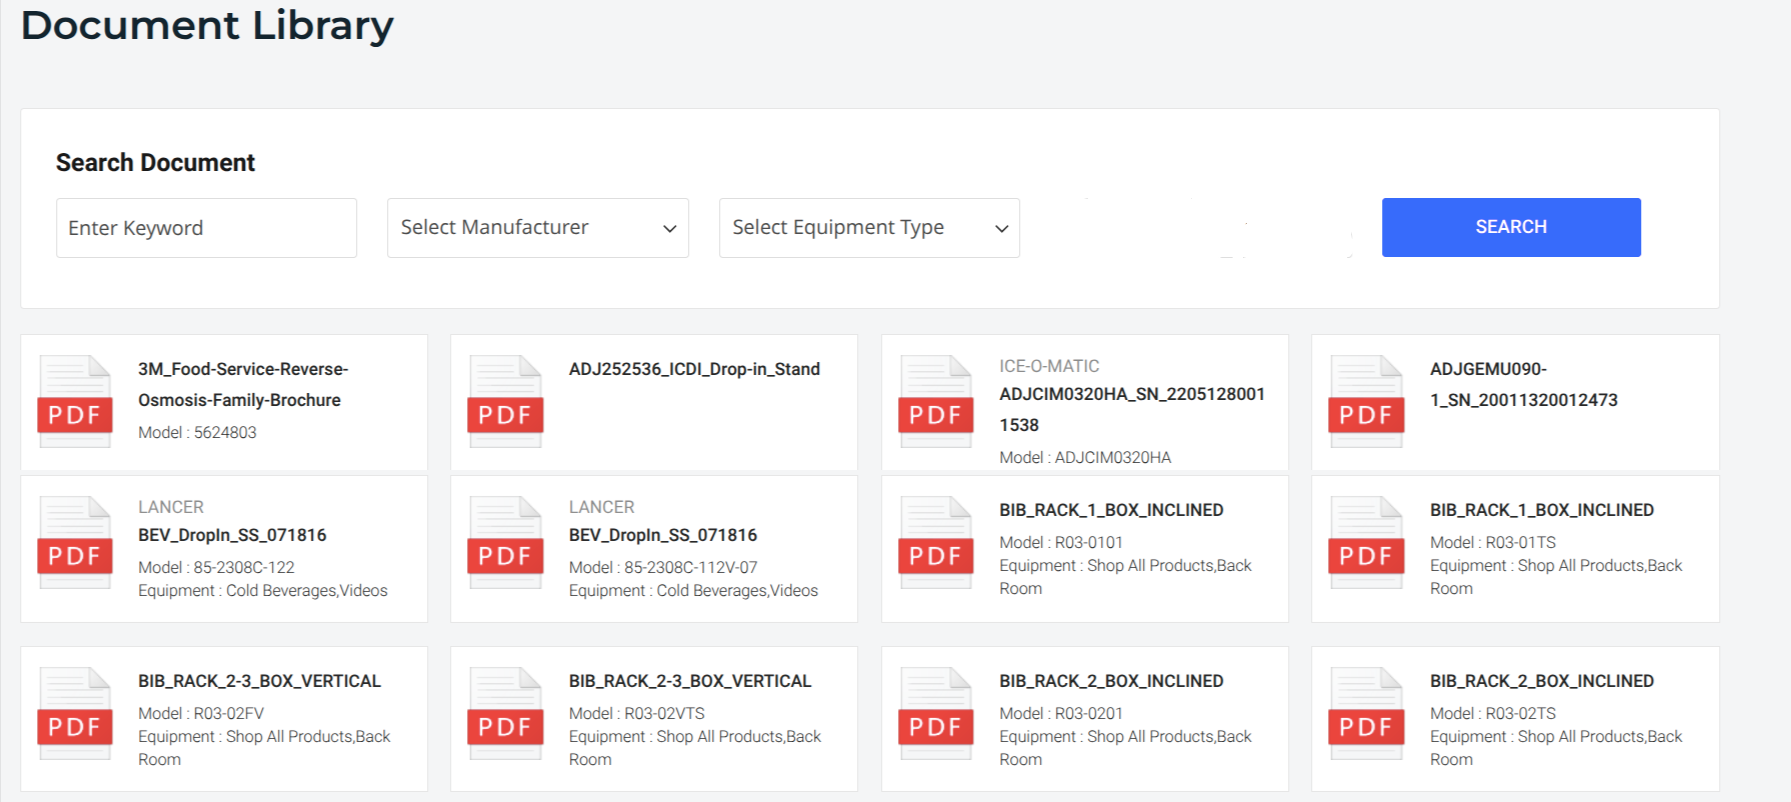 Document Library
Search Document
Enter Keyword
Select Manufacturer
Select Equipment Type
SEARCH
PDF
3M_Food-Service-Reverse-
Osmosis-Family-Brochure
Model : 5624803
PDF
ADJ252536_ICDI_Drop-in_Stand
PDF
ICE-O-MATIC
ADJCIM0320HA_SN_2205128001
1538
Model : ADJCIM0320HA
PDF
ADJGEMU090-
1_SN_20011320012473
PDF
LANCER
BEV_DropIn_SS_071816
Model : 85-2308C-122
Equipment : Cold Beverages,Videos
PDF
LANCER
BEV_DropIn_SS_071816
Model : 85-2308C-112V-07
Equipment : Cold Beverages,Videos
PDF
BIB_RACK_1_BOX_INCLINED
Model : R03-0101
Equipment : Shop All Products,Back
Room
PDF
BIB_RACK_1_BOX_INCLINED
Model : R03-01TS
Equipment : Shop All Products,Back
Room
PDF
BIB_RACK_2-3_BOX_VERTICAL
Model : R03-02FV
Equipment : Shop All Products,Back
Room
PDF
BIB_RACK_2-3_BOX_VERTICAL
Model : R03-02VTS
Equipment : Shop All Products,Back
Room
PDF
BIB_RACK_2_BOX_INCLINED
Model : R03-0201
Equipment : Shop All Products,Back
Room
PDF
BIB_RACK_2_BOX_INCLINED
Model : R03-02TS
Equipment : Shop All Products,Back
Room